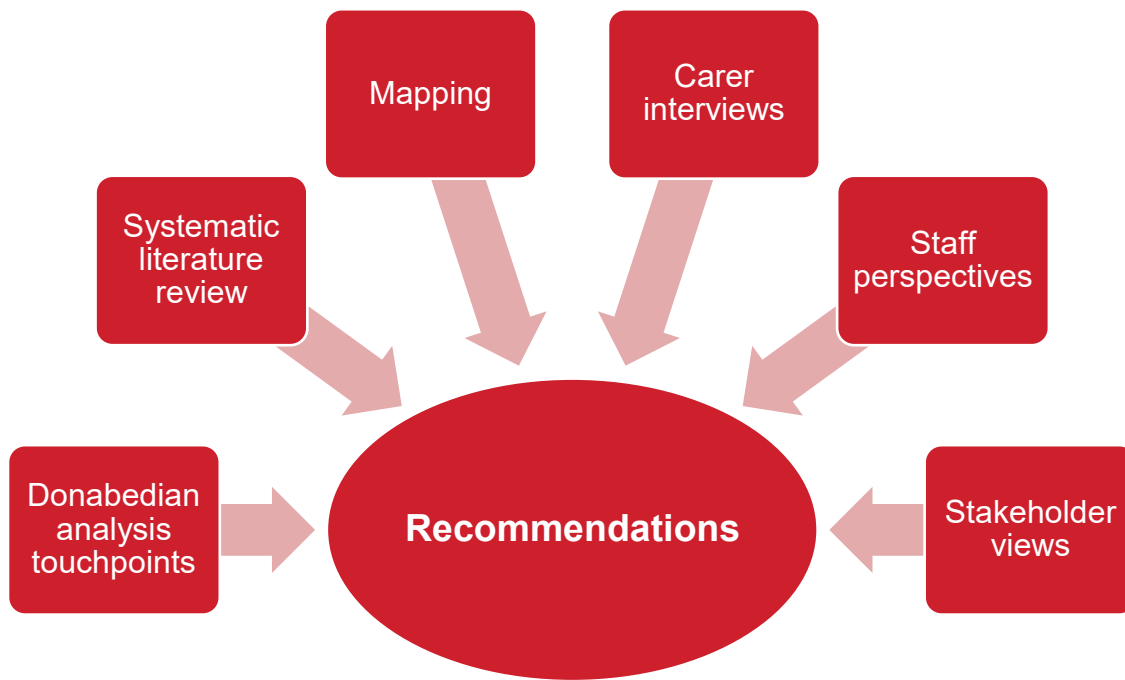 Mapping
Carer
interviews
Systematic
literature
review
Staff
perspectives
Donabedian
analysis
touchpoints
Recommendations
Stakeholder
views